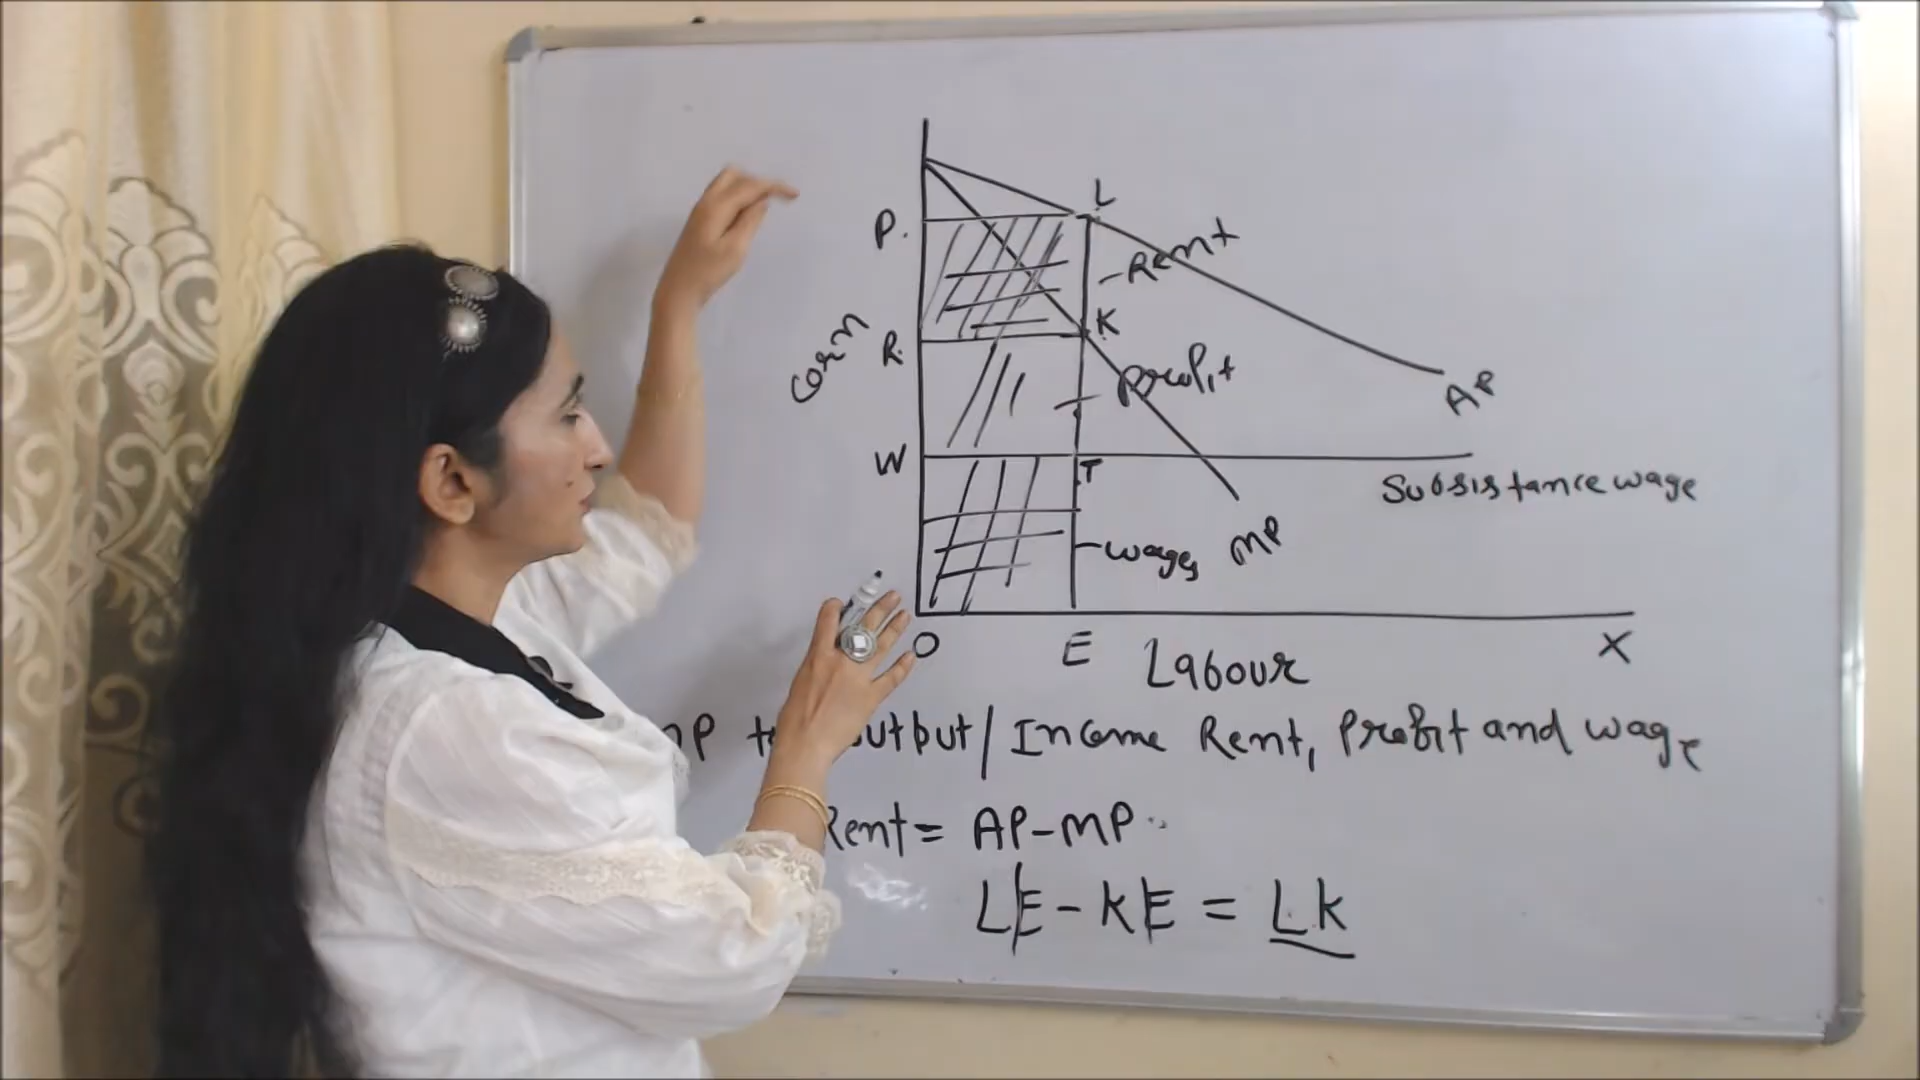 L
P.
Rent
K
Corn
R.
Profit
AP
W
T
Subsistance wage
wages
MP
O
E
Labour
X
output / Income Rent, Profit and wage
Rent = AP - MP
LE - KE = LK